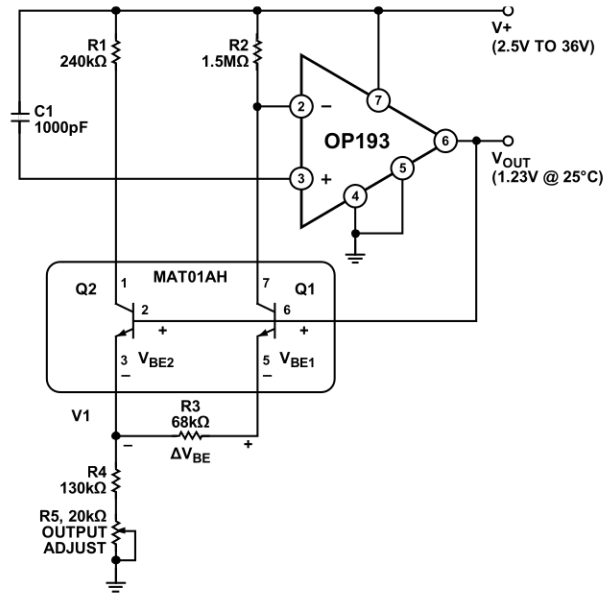 R1
240kΩ
R2
1.5MΩ
V+
(2.5V TO 36V)
C1
1000pF
2
−
7
OP193
6
VOUT
(1.23V @ 25°C)
3
+
5
4
MAT01AH
Q2
1
7
Q1
2
6
+
+
3
VBE2
5
VBE1
−
−
V1
R3
68kΩ
−
+
ΔVBE
R4
130kΩ
R5, 20kΩ
OUTPUT
ADJUST